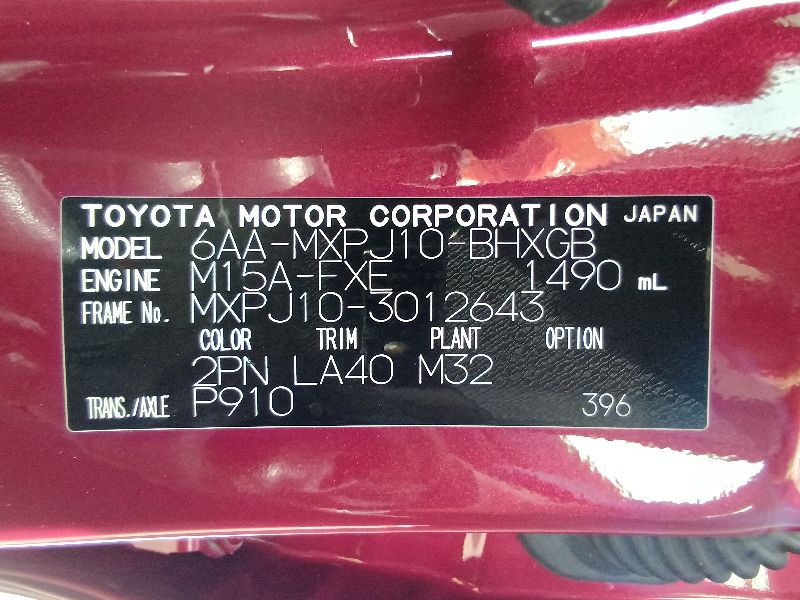 TOYOTA MOTOR CORPORATION JAPAN
MODEL 6AA-MXPJ10-BHXGB
ENGINE M15A-FXE 1490 mL
FRAME No. MXPJ10-3012643
COLOR TRIM PLANT OPTION
2PN LA40 M32
TRANS./AXLE P910 396